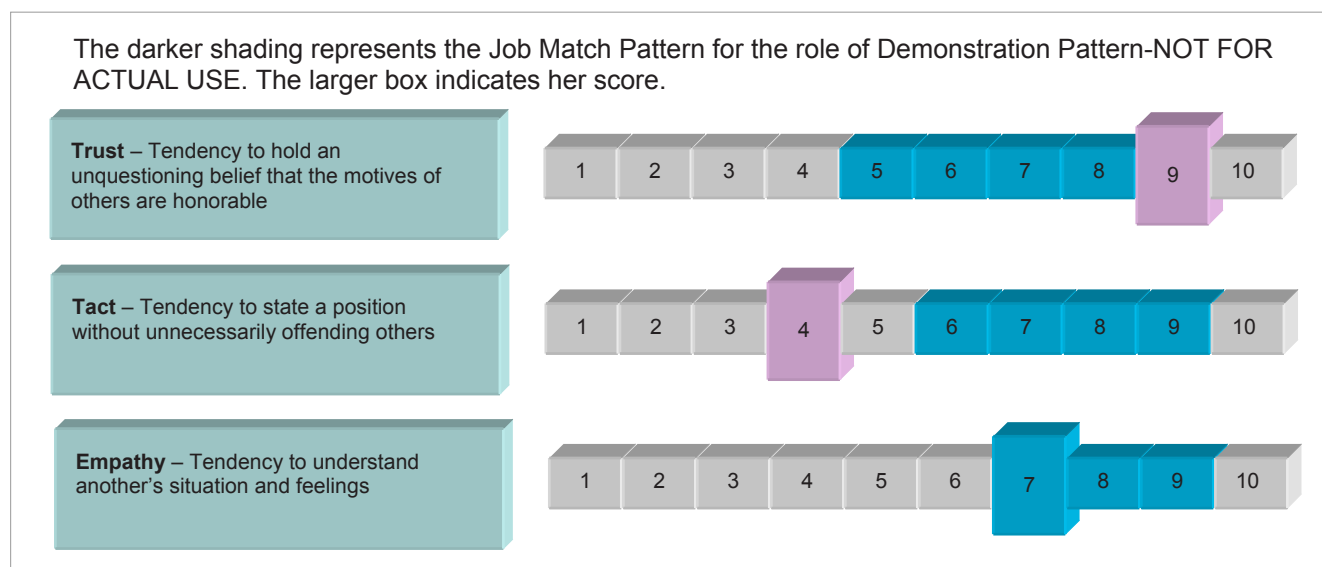 The darker shading represents the Job Match Pattern for the role of Demonstration Pattern-NOT FOR
ACTUAL USE. The larger box indicates her score.
Trust – Tendency to hold an
unquestioning belief that the motives of
others are honorable
1 2 3 4 5 6 7 8 9 10
Tact – Tendency to state a position
without unnecessarily offending others
1 2 3 4 5 6 7 8 9 10
Empathy – Tendency to understand
another’s situation and feelings
1 2 3 4 5 6 7 8 9 10